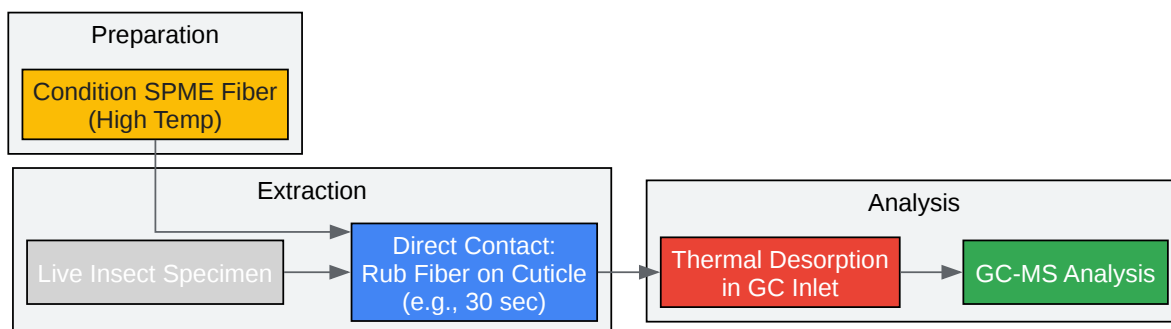 Preparation
Condition SPME Fiber
(High Temp)
Extraction
Live Insect Specimen
Direct Contact:
Rub Fiber on Cuticle
(e.g., 30 sec)
Analysis
Thermal Desorption
in GC Inlet
GC-MS Analysis